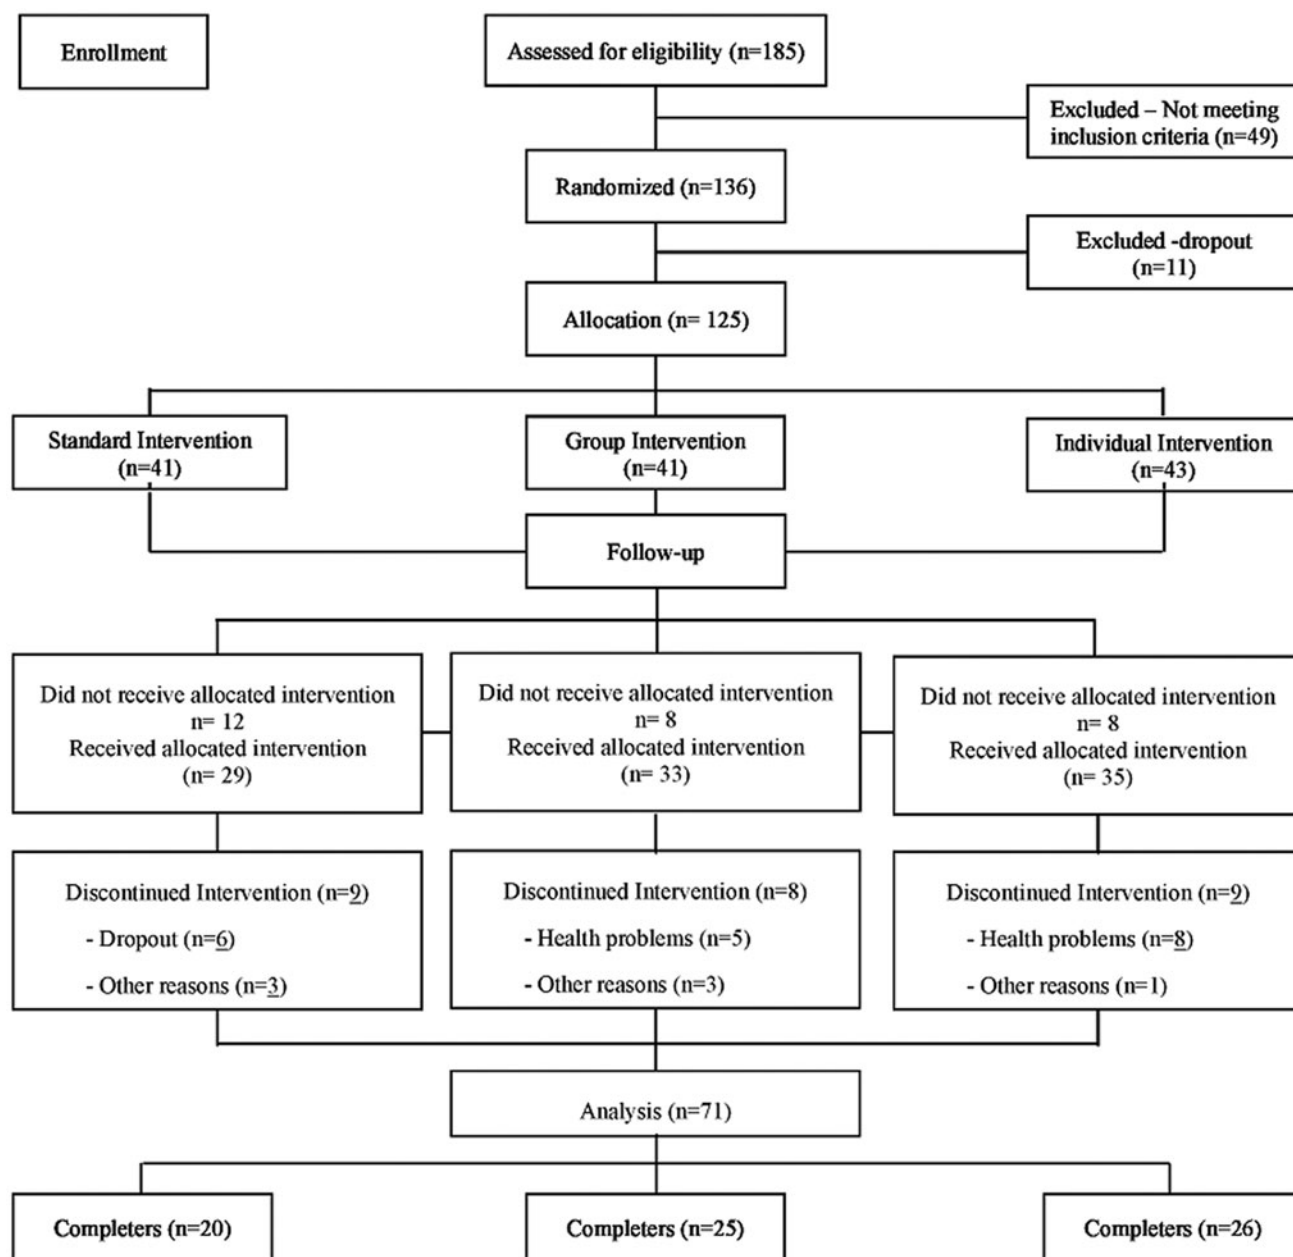 Enrollment
Assessed for eligibility (n=185)
Excluded – Not meeting
inclusion criteria (n=49)
Randomized (n=136)
Excluded -dropout
(n=11)
Allocation (n= 125)
Standard Intervention
(n=41)
Group Intervention
(n=41)
Individual Intervention
(n=43)
Follow-up
Did not receive allocated intervention
n= 12
Received allocated intervention
(n= 29)
Did not receive allocated intervention
n= 8
Received allocated intervention
(n= 33)
Did not receive allocated intervention
n= 8
Received allocated intervention
(n= 35)
Discontinued Intervention (n=9)
- Dropout (n=6)
- Other reasons (n=3)
Discontinued Intervention (n=8)
- Health problems (n=5)
- Other reasons (n=3)
Discontinued Intervention (n=9)
- Health problems (n=8)
- Other reasons (n=1)
Analysis (n=71)
Completers (n=20)
Completers (n=25)
Completers (n=26)